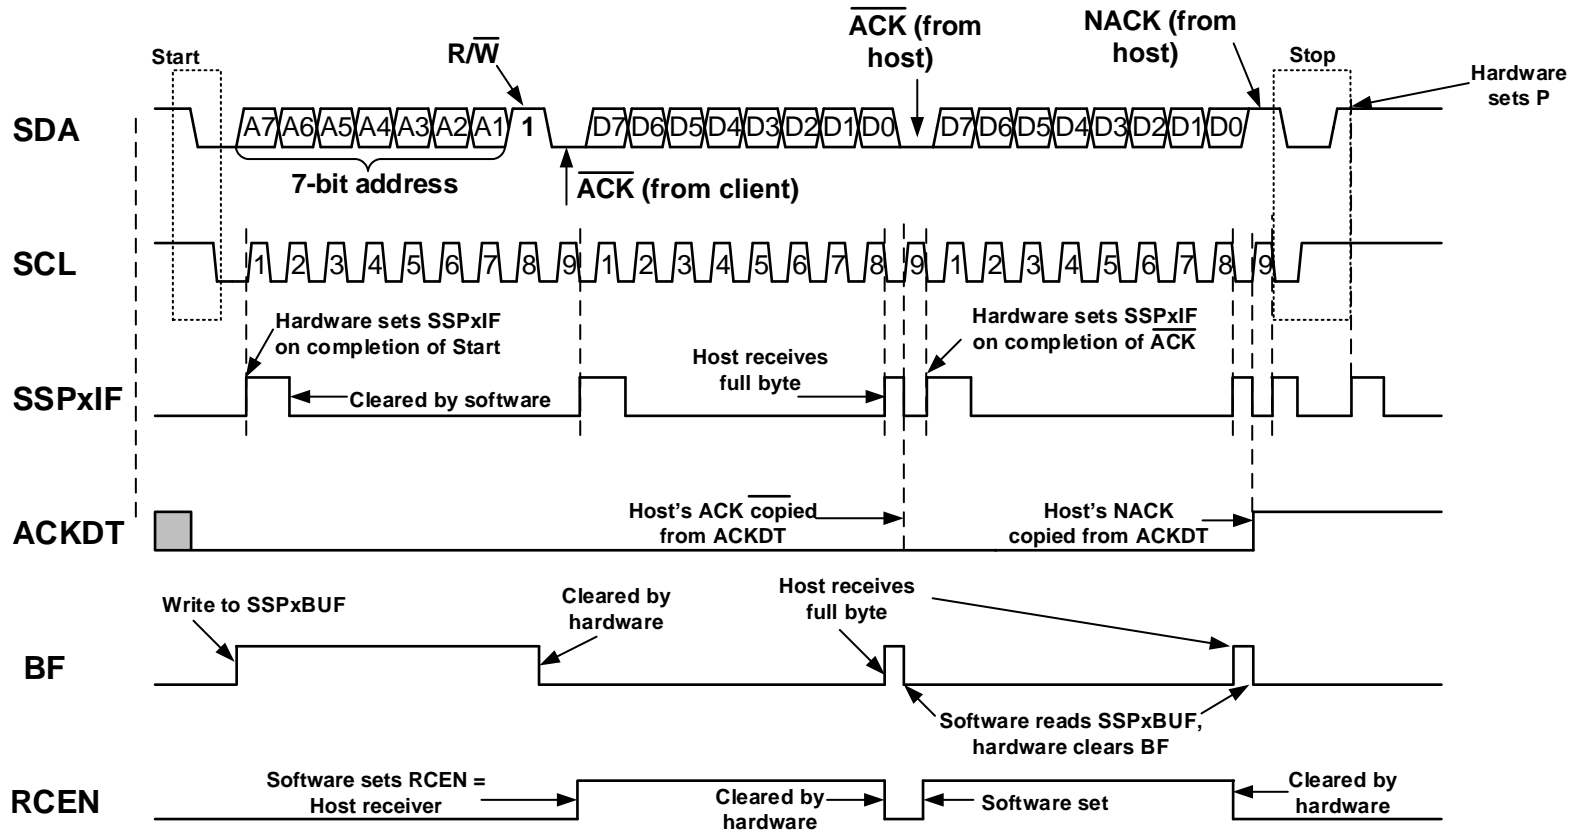 Start
R/W̅
A̅C̅K̅ (from
host)
NACK (from
host)
Stop
Hardware
sets P
SDA
A7 A6 A5 A4 A3 A2 A1 1 D7 D6 D5 D4 D3 D2 D1 D0 D7 D6 D5 D4 D3 D2 D1 D0
7-bit address
A̅C̅K̅ (from client)
SCL
1 2 3 4 5 6 7 8 9 1 2 3 4 5 6 7 8 9 1 2 3 4 5 6 7 8 9
Hardware sets SSPxIF
on completion of Start
Host receives
full byte
Hardware sets SSPxIF
on completion of A̅C̅K̅
SSPxIF
Cleared by software
ACKDT
Host's ACK copied
from ACKDT
Host's NACK
copied from ACKDT
Write to SSPxBUF
Cleared by
hardware
Host receives
full byte
BF
Software reads SSPxBUF,
hardware clears BF
RCEN
Software sets RCEN =
Host receiver
Cleared by
hardware
Software set
Cleared by
hardware